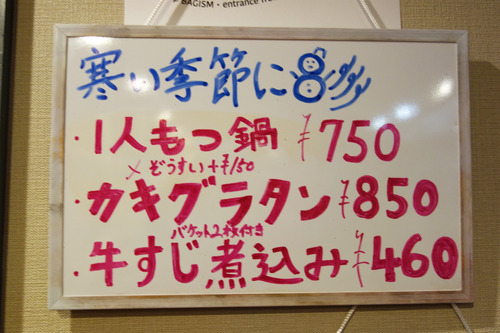 BAGISM・entrance
寒い季節に
・1人もつ鍋 ¥750
ぞうすい+¥150
・カキグラタン ¥850
バケット2枚付き
・牛すじ煮込み ¥460